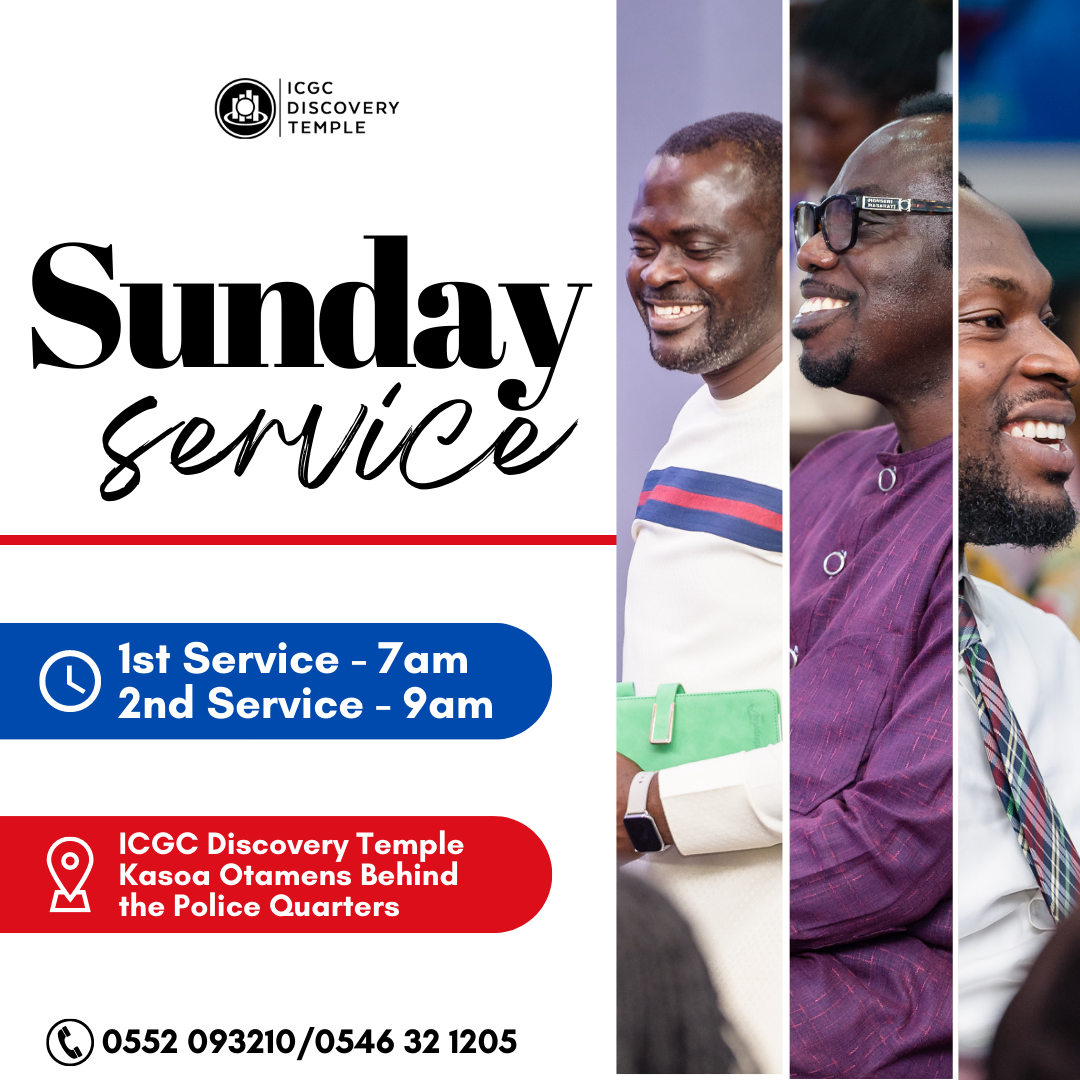 ICGC
DISCOVERY
TEMPLE
Sunday
service
1st Service - 7am
2nd Service - 9am
ICGC Discovery Temple
Kasoa Otamens Behind
the Police Quarters
0552 093210/0546 32 1205